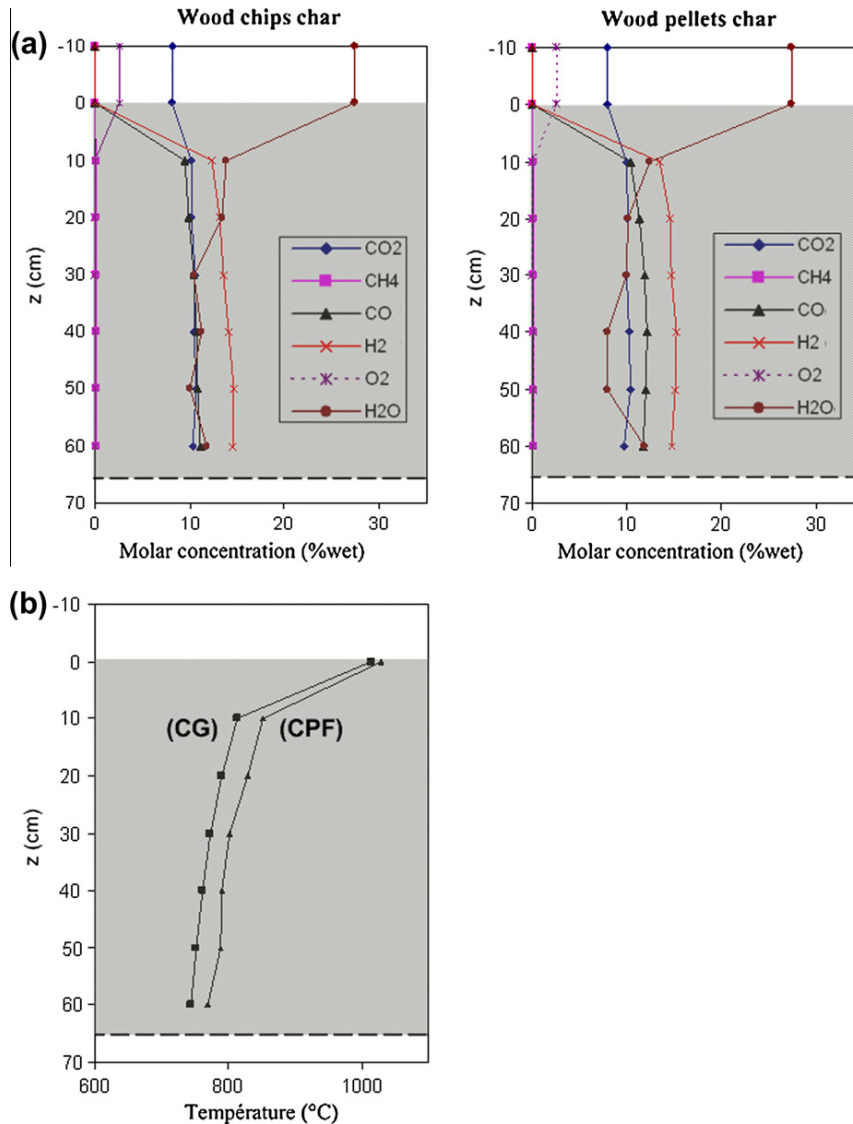 Wood chips char
Wood pellets char
(a)
-10
0
10
20
30
40
50
60
70
z (cm)
CO2
CH4
CO
H2
O2
H2O
0
10
20
30
Molar concentration (%wet)
-10
0
10
20
30
40
50
60
70
z (cm)
CO2
CH4
CO
H2
O2
H2O
0
10
20
30
Molar concentration (%wet)
(b)
-10
0
10
20
30
40
50
60
70
z (cm)
(CG)
(CPF)
600
800
1000
Température (°C)